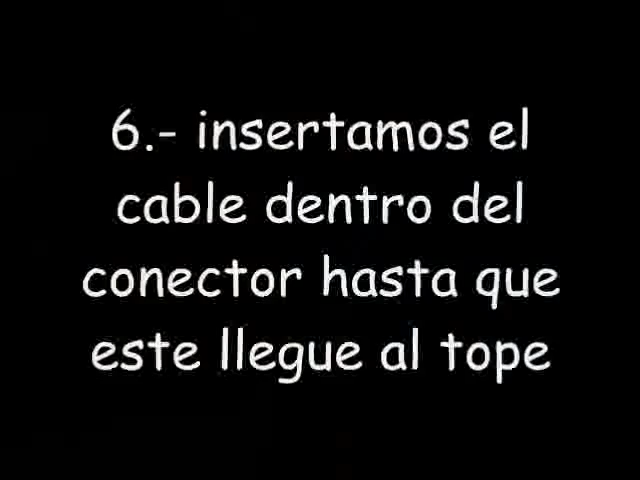 6.- insertamos el
cable dentro del
conector hasta que
este llegue al tope